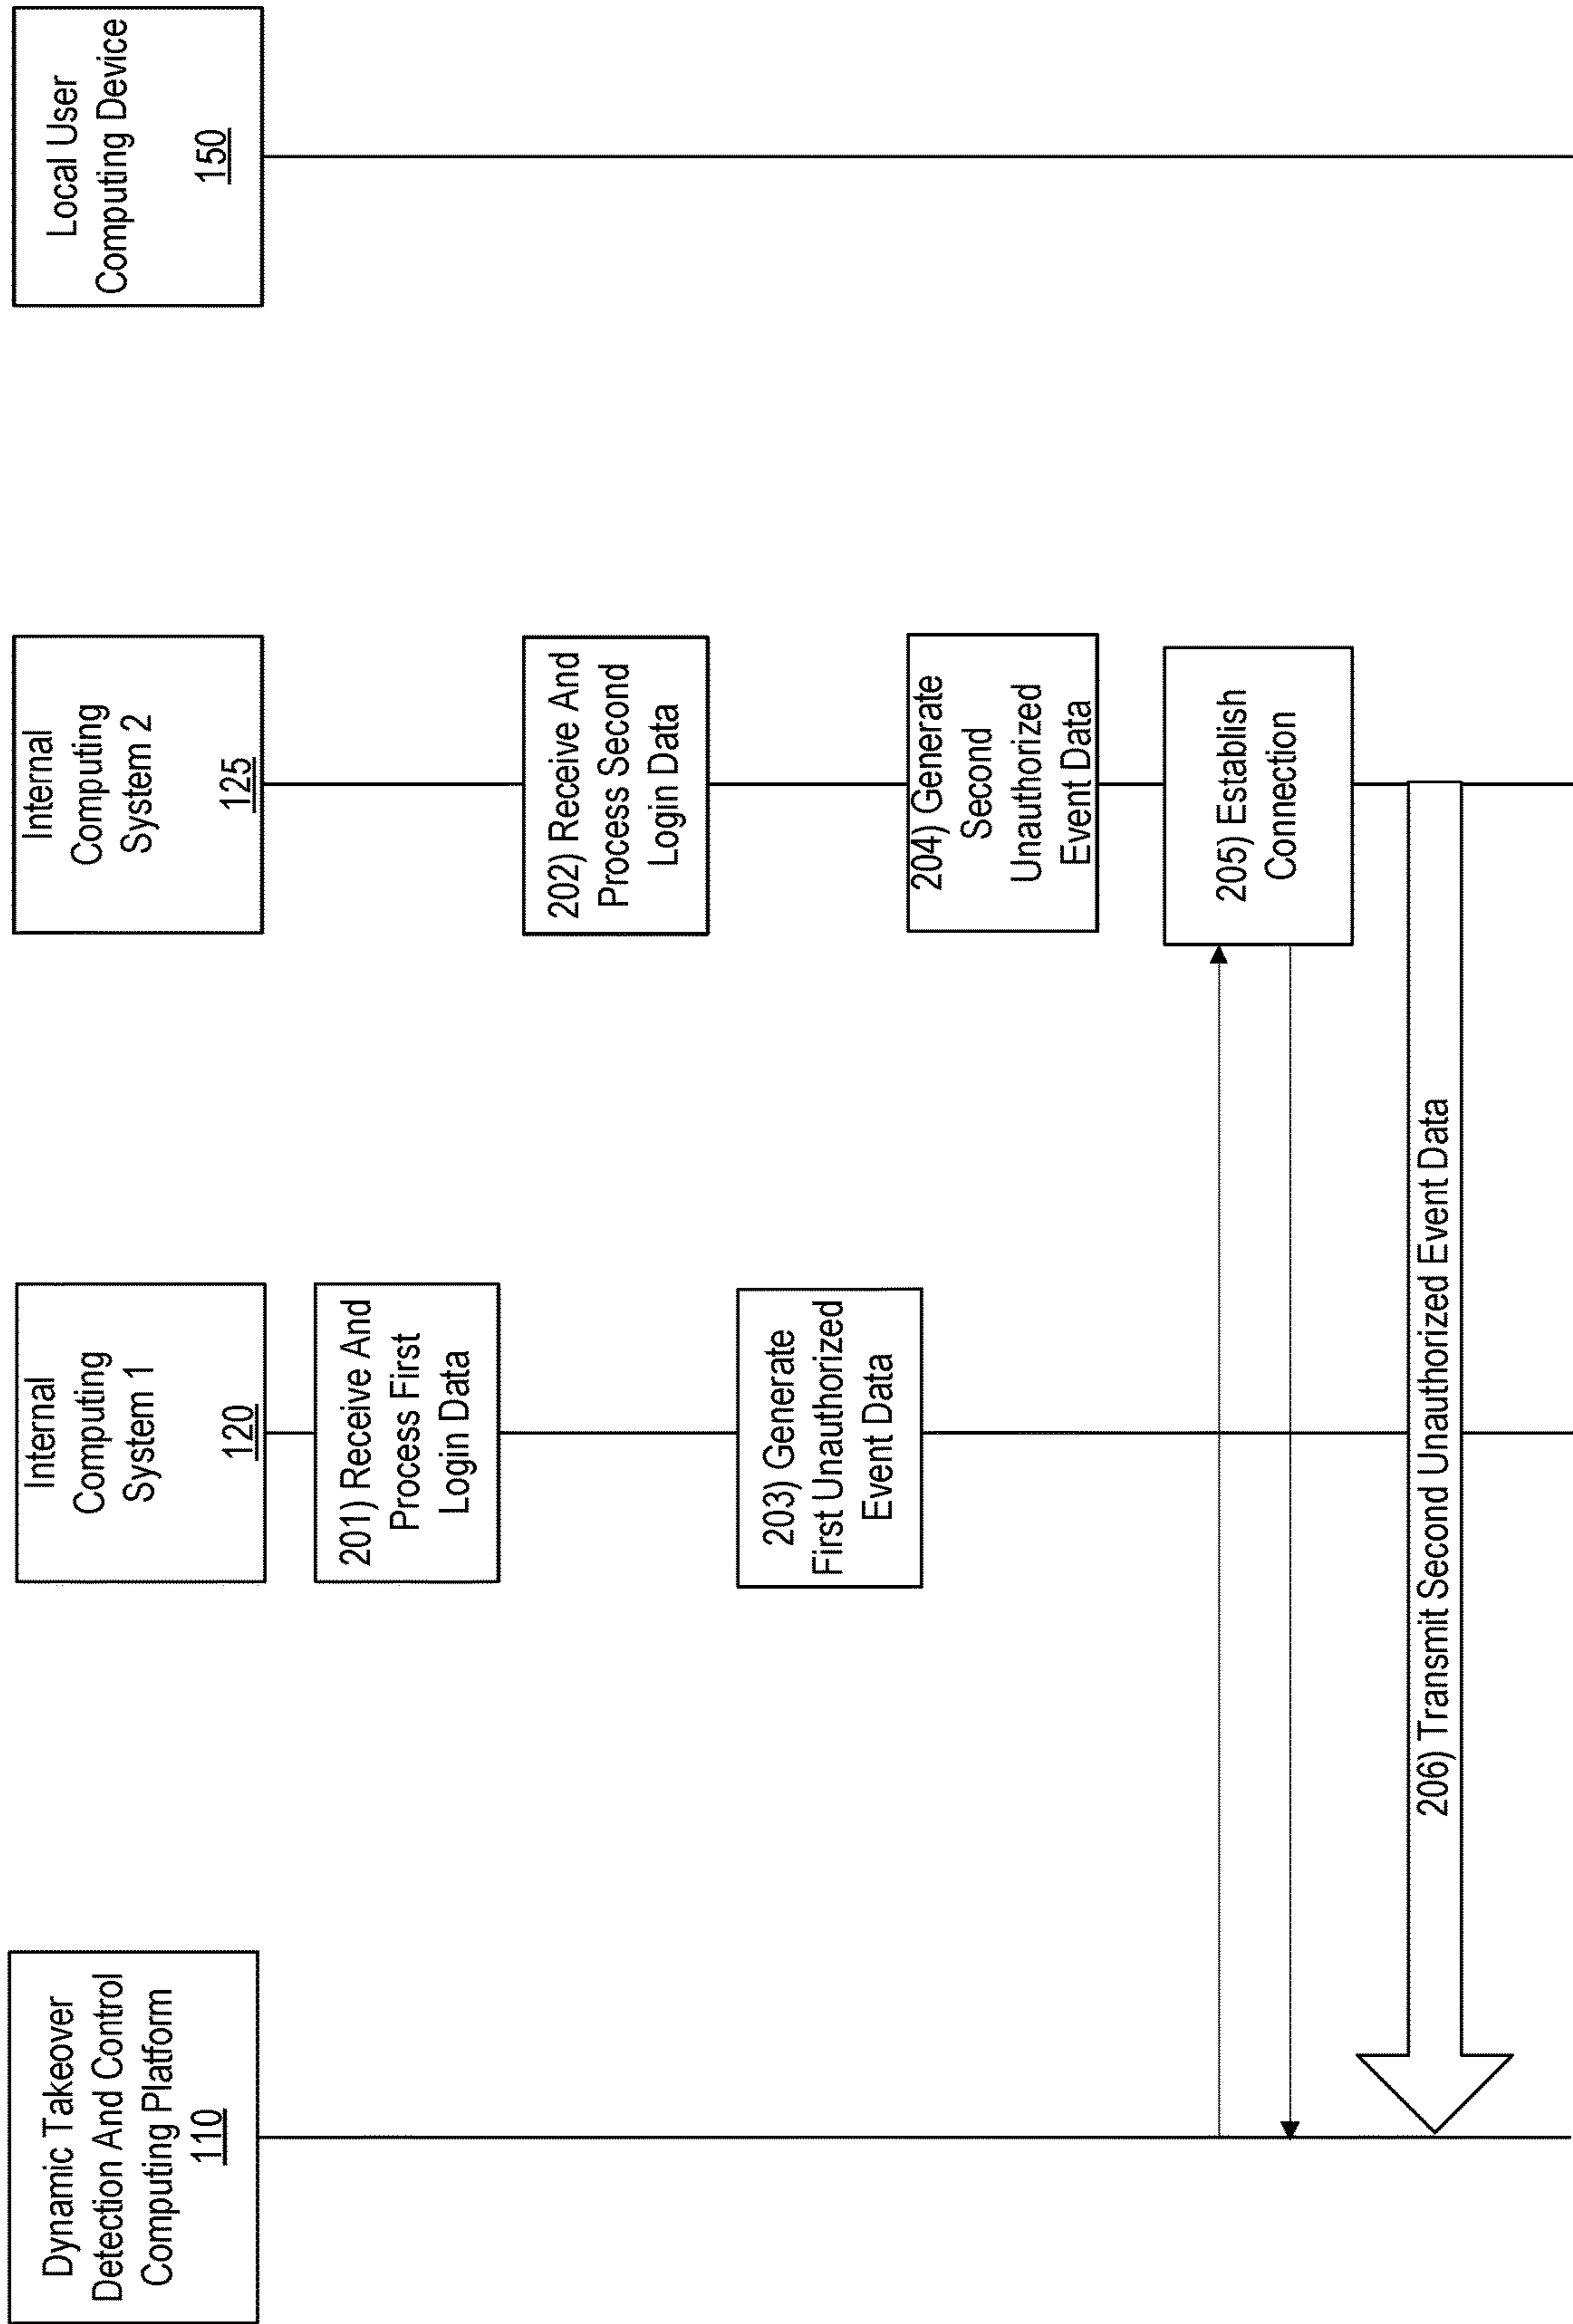 Dynamic Takeover
Detection And Control
Computing Platform
110
Internal
Computing
System 1
120
Internal
Computing
System 2
125
Local User
Computing Device
150
201) Receive And
Process First
Login Data
202) Receive And
Process Second
Login Data
203) Generate
First Unauthorized
Event Data
204) Generate
Second
Unauthorized
Event Data
205) Establish
Connection
206) Transmit Second Unauthorized Event Data